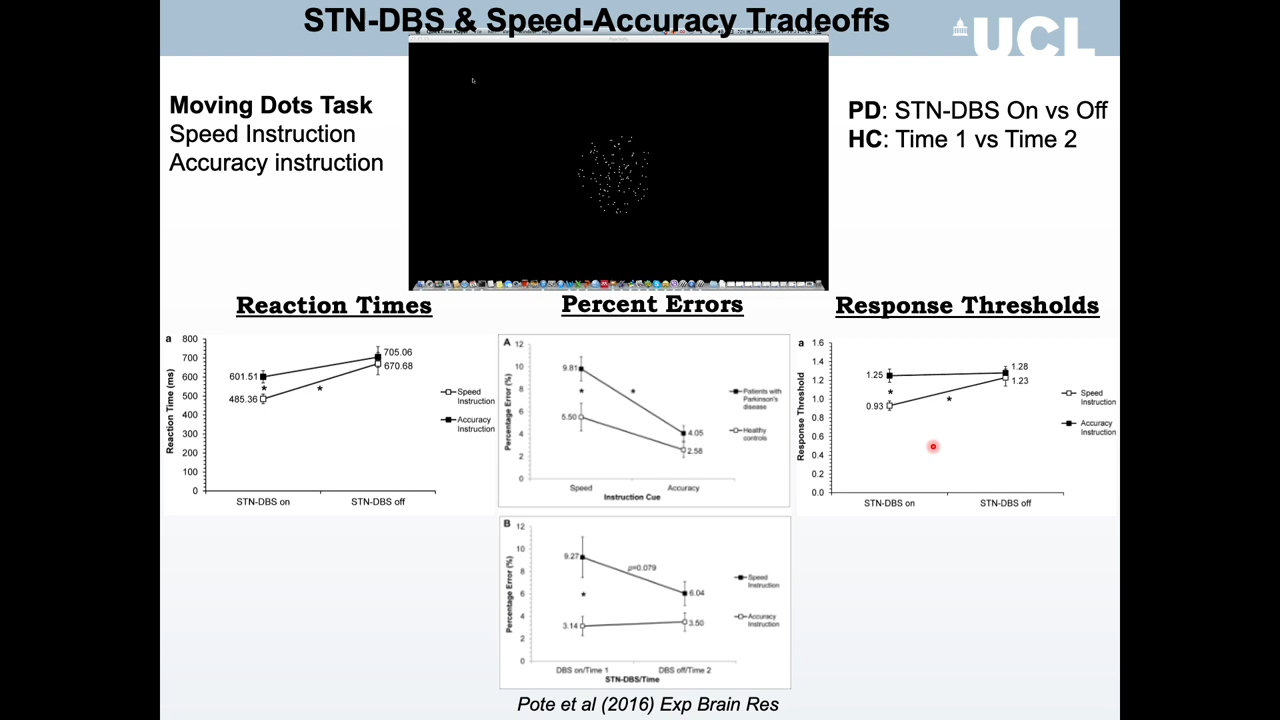 STN-DBS & Speed-Accuracy Tradeoffs
UCL
Moving Dots Task
Speed Instruction
Accuracy instruction
PD: STN-DBS On vs Off
HC: Time 1 vs Time 2
Reaction Times
Percent Errors
Response Thresholds
a
800
700
600
500
400
300
200
100
0
Reaction Time (ms)
601.51
485.36
*
*
705.06
670.68
STN-DBS on
STN-DBS off
Speed
Instruction
Accuracy
Instruction
A
12
10
8
6
4
2
0
Percentage Error (%)
9.81
5.50
*
*
4.05
2.58
Speed
Accuracy
Instruction Cue
Patients with
Parkinson's
disease
Healthy
controls
a
1.6
1.4
1.2
1.0
0.8
0.6
0.4
0.2
0.0
Response Threshold
1.25
0.93
*
*
1.28
1.23
STN-DBS on
STN-DBS off
Speed
Instruction
Accuracy
Instruction
B
12
10
8
6
4
2
0
Percentage Error (%)
9.27
3.14
*
p=0.079
6.04
3.50
DBS on/Time 1
DBS off/Time 2
STN-DBS/Time
Speed
Instruction
Accuracy
Instruction
Pote et al (2016) Exp Brain Res